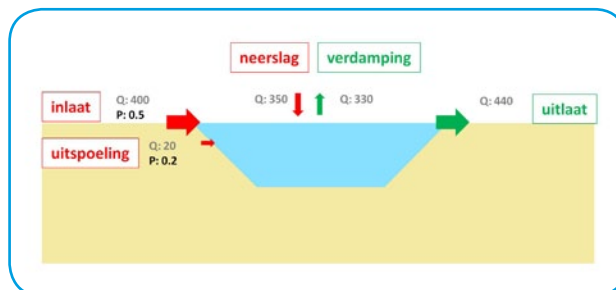 neerslag
verdamping
inlaat
Q: 400
P: 0.5
Q: 350
Q: 330
Q: 440
uitlaat
uitspoeling
Q: 20
P: 0.2